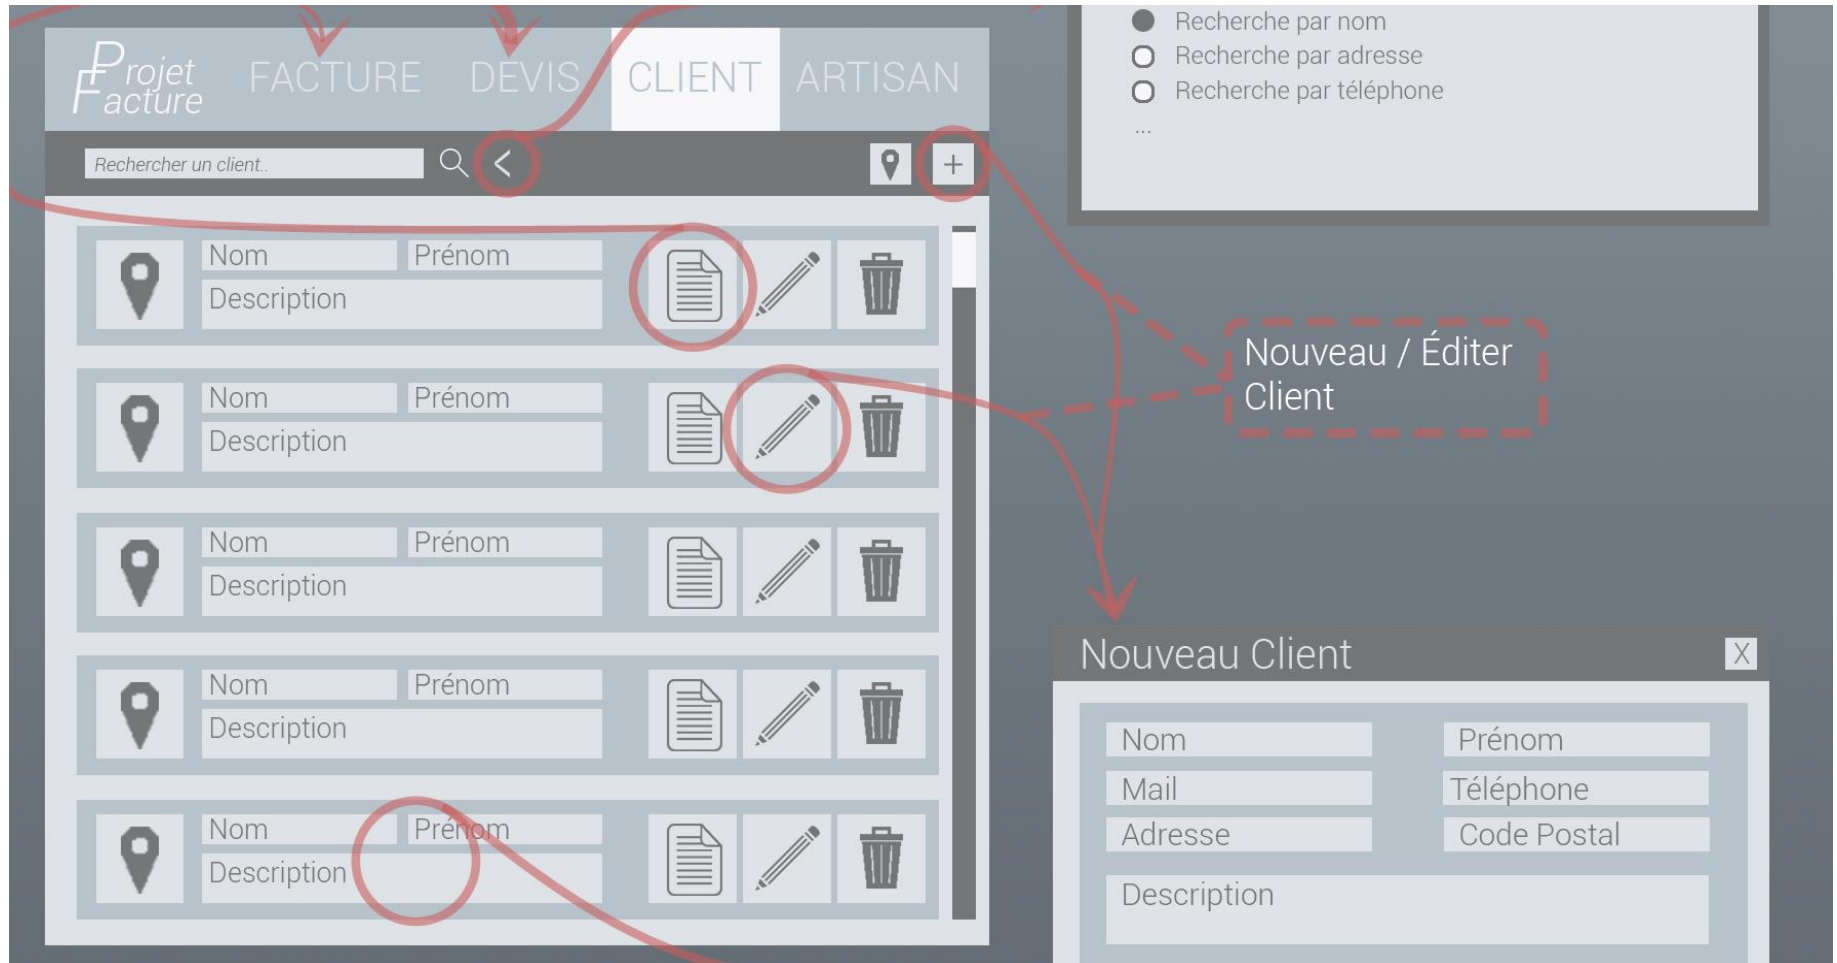 Projet
Facture
FACTURE
DEVIS
CLIENT
ARTISAN
Rechercher un client..
<
+
Nom
Prénom
Description
Nom
Prénom
Description
Nom
Prénom
Description
Nom
Prénom
Description
Nom
Prénom
Description
Recherche par nom
Recherche par adresse
Recherche par téléphone
...
Nouveau / Éditer
Client
Nouveau Client
X
Nom
Prénom
Mail
Téléphone
Adresse
Code Postal
Description